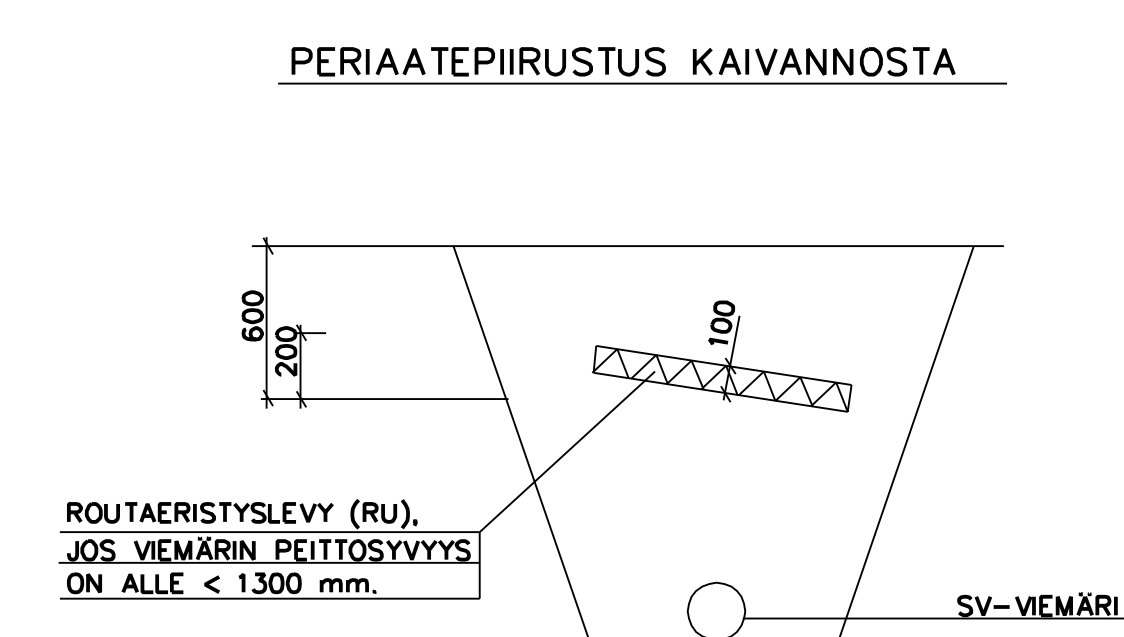 PERIAATEPIIRUSTUS KAIVANNOSTA
600
200
100
ROUTAERISTYSLEVY (RU),
JOS VIEMÄRIN PEITTOSYVYYS
ON ALLE < 1300 mm.
SV-VIEMÄRI